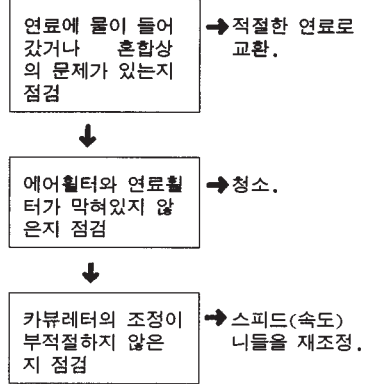 연료에 물이 들어
갔거나 혼합상
의 문제가 있는지
점검
적절한 연료로
교환.
에어휠터와 연료휠
터가 막혀있지 않
은지 점검
청소.
카뷰레터의 조정이
부적절하지 않은
지 점검
스피드(속도)
니들을 재조정.